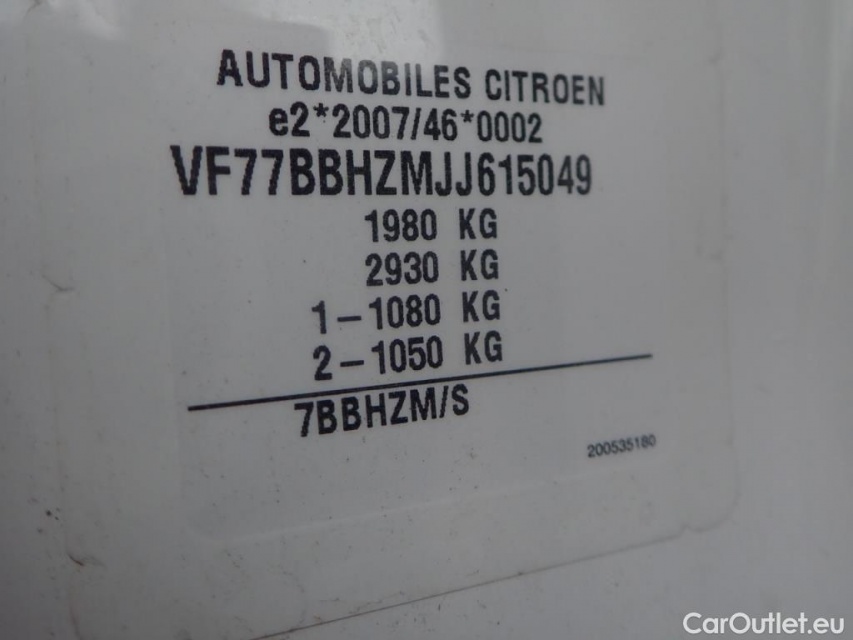 AUTOMOBILES CITROEN
e2*2007/46*0002
VF77BBHZMJJ615049
1980 KG
2930 KG
1-1080 KG
2-1050 KG
7BBHZM/S
200535180
CarOutlet.eu